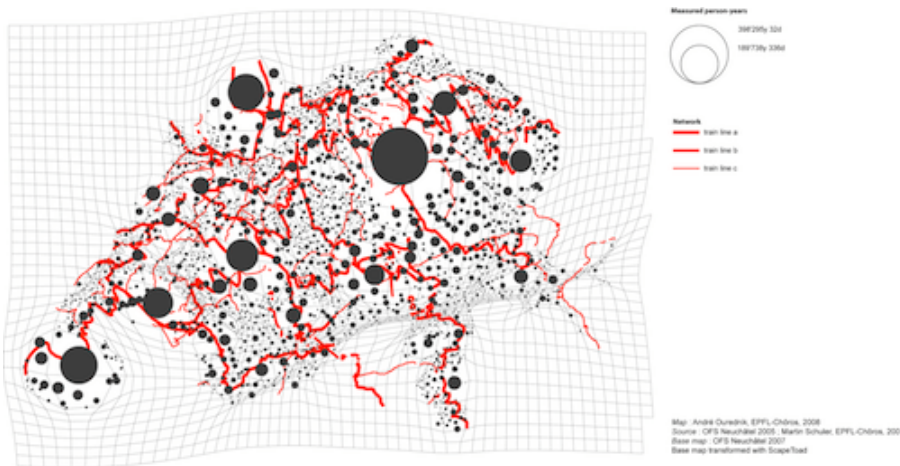 Measured person-years
396'295y 32d
189'738y 336d
Network
train line a
train line b
train line c
Map : André Ourednik, EPFL-Chôros, 2008
Source : OFS Neuchâtel 2005 ; Martin Schuler, EPFL-Chôros, 200
Base map : OFS Neuchâtel 2007
Base map transformed with ScapeToad